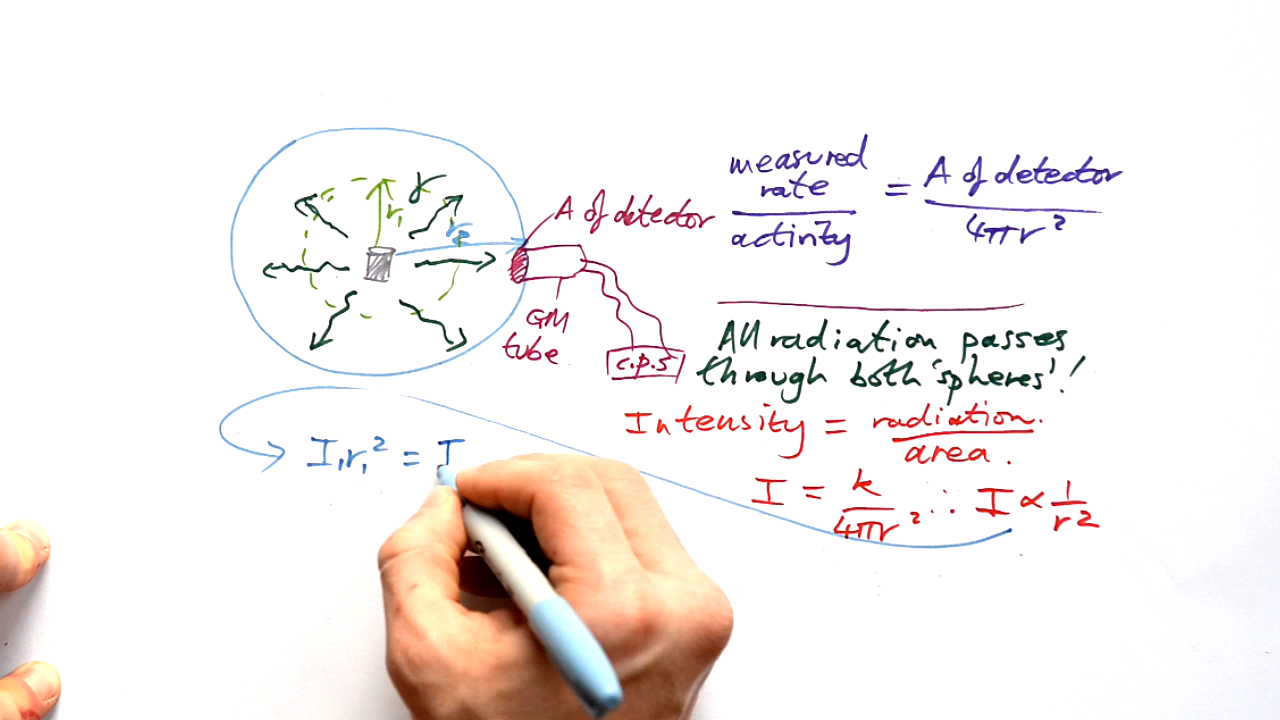 γ
r₁
r₂
A of detector
GM
tube
c.p.s
measured
rate
activity
=
A of detector
4πr²
All radiation passes
through both 'spheres'!
Intensity = radiation.
area.
I = k
4πr²
∴ I ∝ 1
r²
I₁r₁² = I